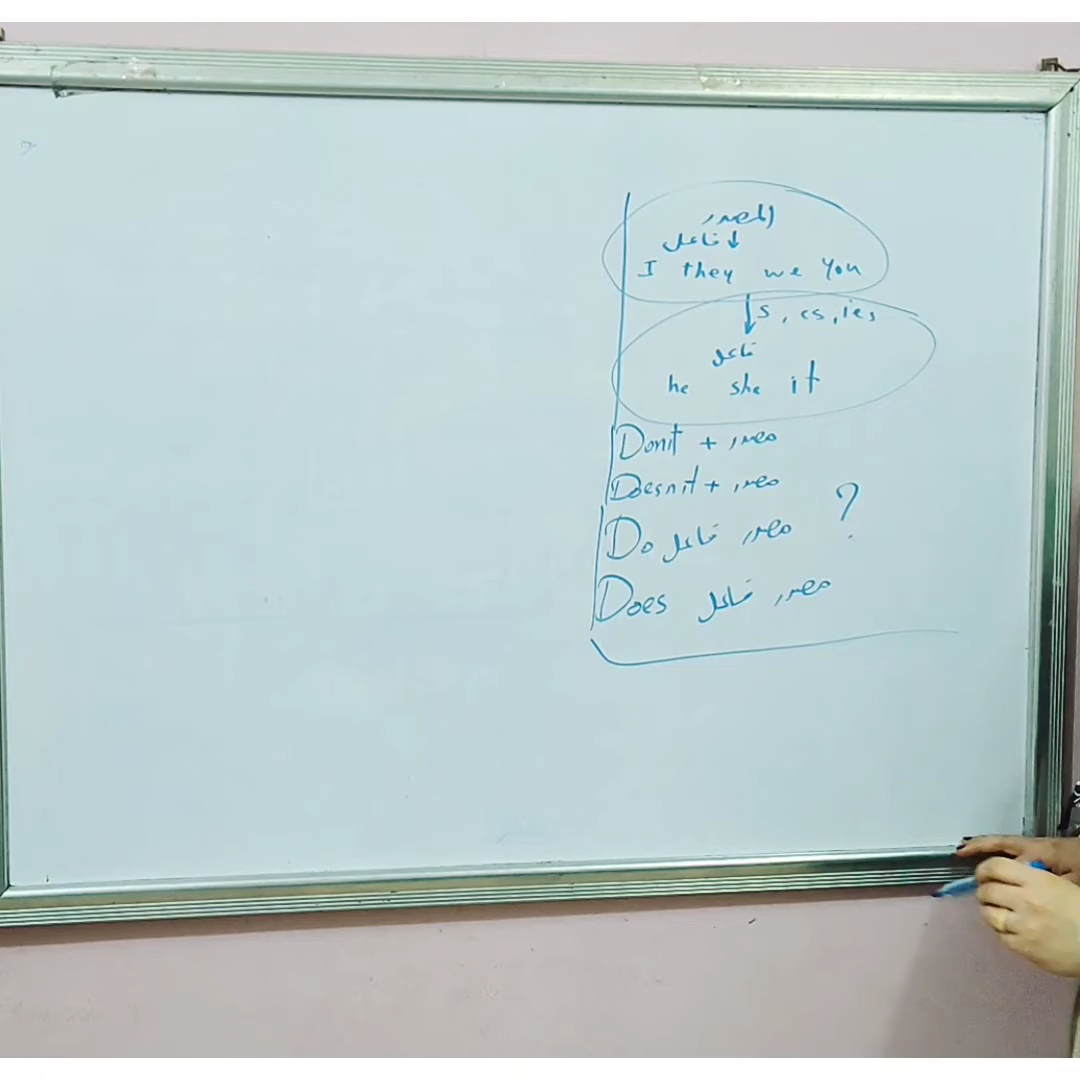 المصدر
فاعل ↓
I they we You
↓ s, es, ies
فاعل
he she it
Don't + مصدر
Doesn't + مصدر
Do فاعل مصدر ?
Does فاعل مصدر